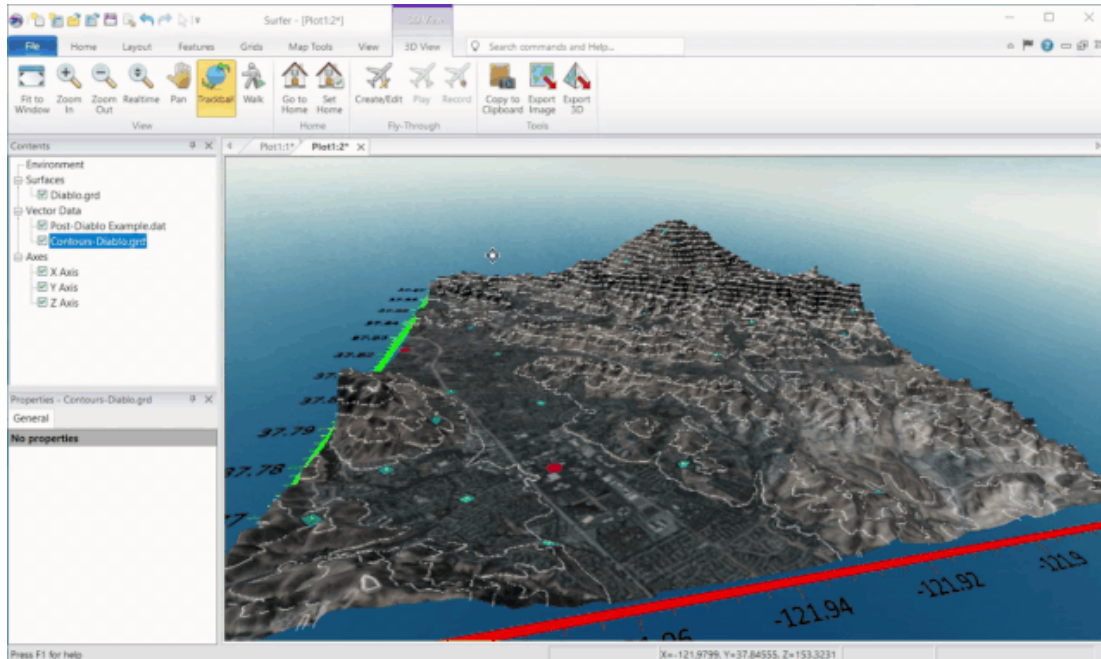 Surfer - [Plot1:2*]
3D View
File Home Layout Features Grids Map Tools View 3D View Search commands and Help...
Fit to Window
Zoom In
Zoom Out
Realtime
Pan
Trackball
Walk
Go to Home
Set Home
Create/Edit
Play
Record
Copy to Clipboard
Export Image
Export 3D
View Home Fly-Through Tools
Contents
Plot1:1* Plot1:2*
Environment
Surfaces
Diablo.grd
Vector Data
Post-Diablo Example.dat
Contours-Diablo.grd
Axes
X Axis
Y Axis
Z Axis
Properties - Contours-Diablo.grd
General
No properties
37.83
37.82
37.79
37.78
-121.94
-121.92
-121.9
Press F1 for help
X=-121.9799, Y=37.84555, Z=153.3231